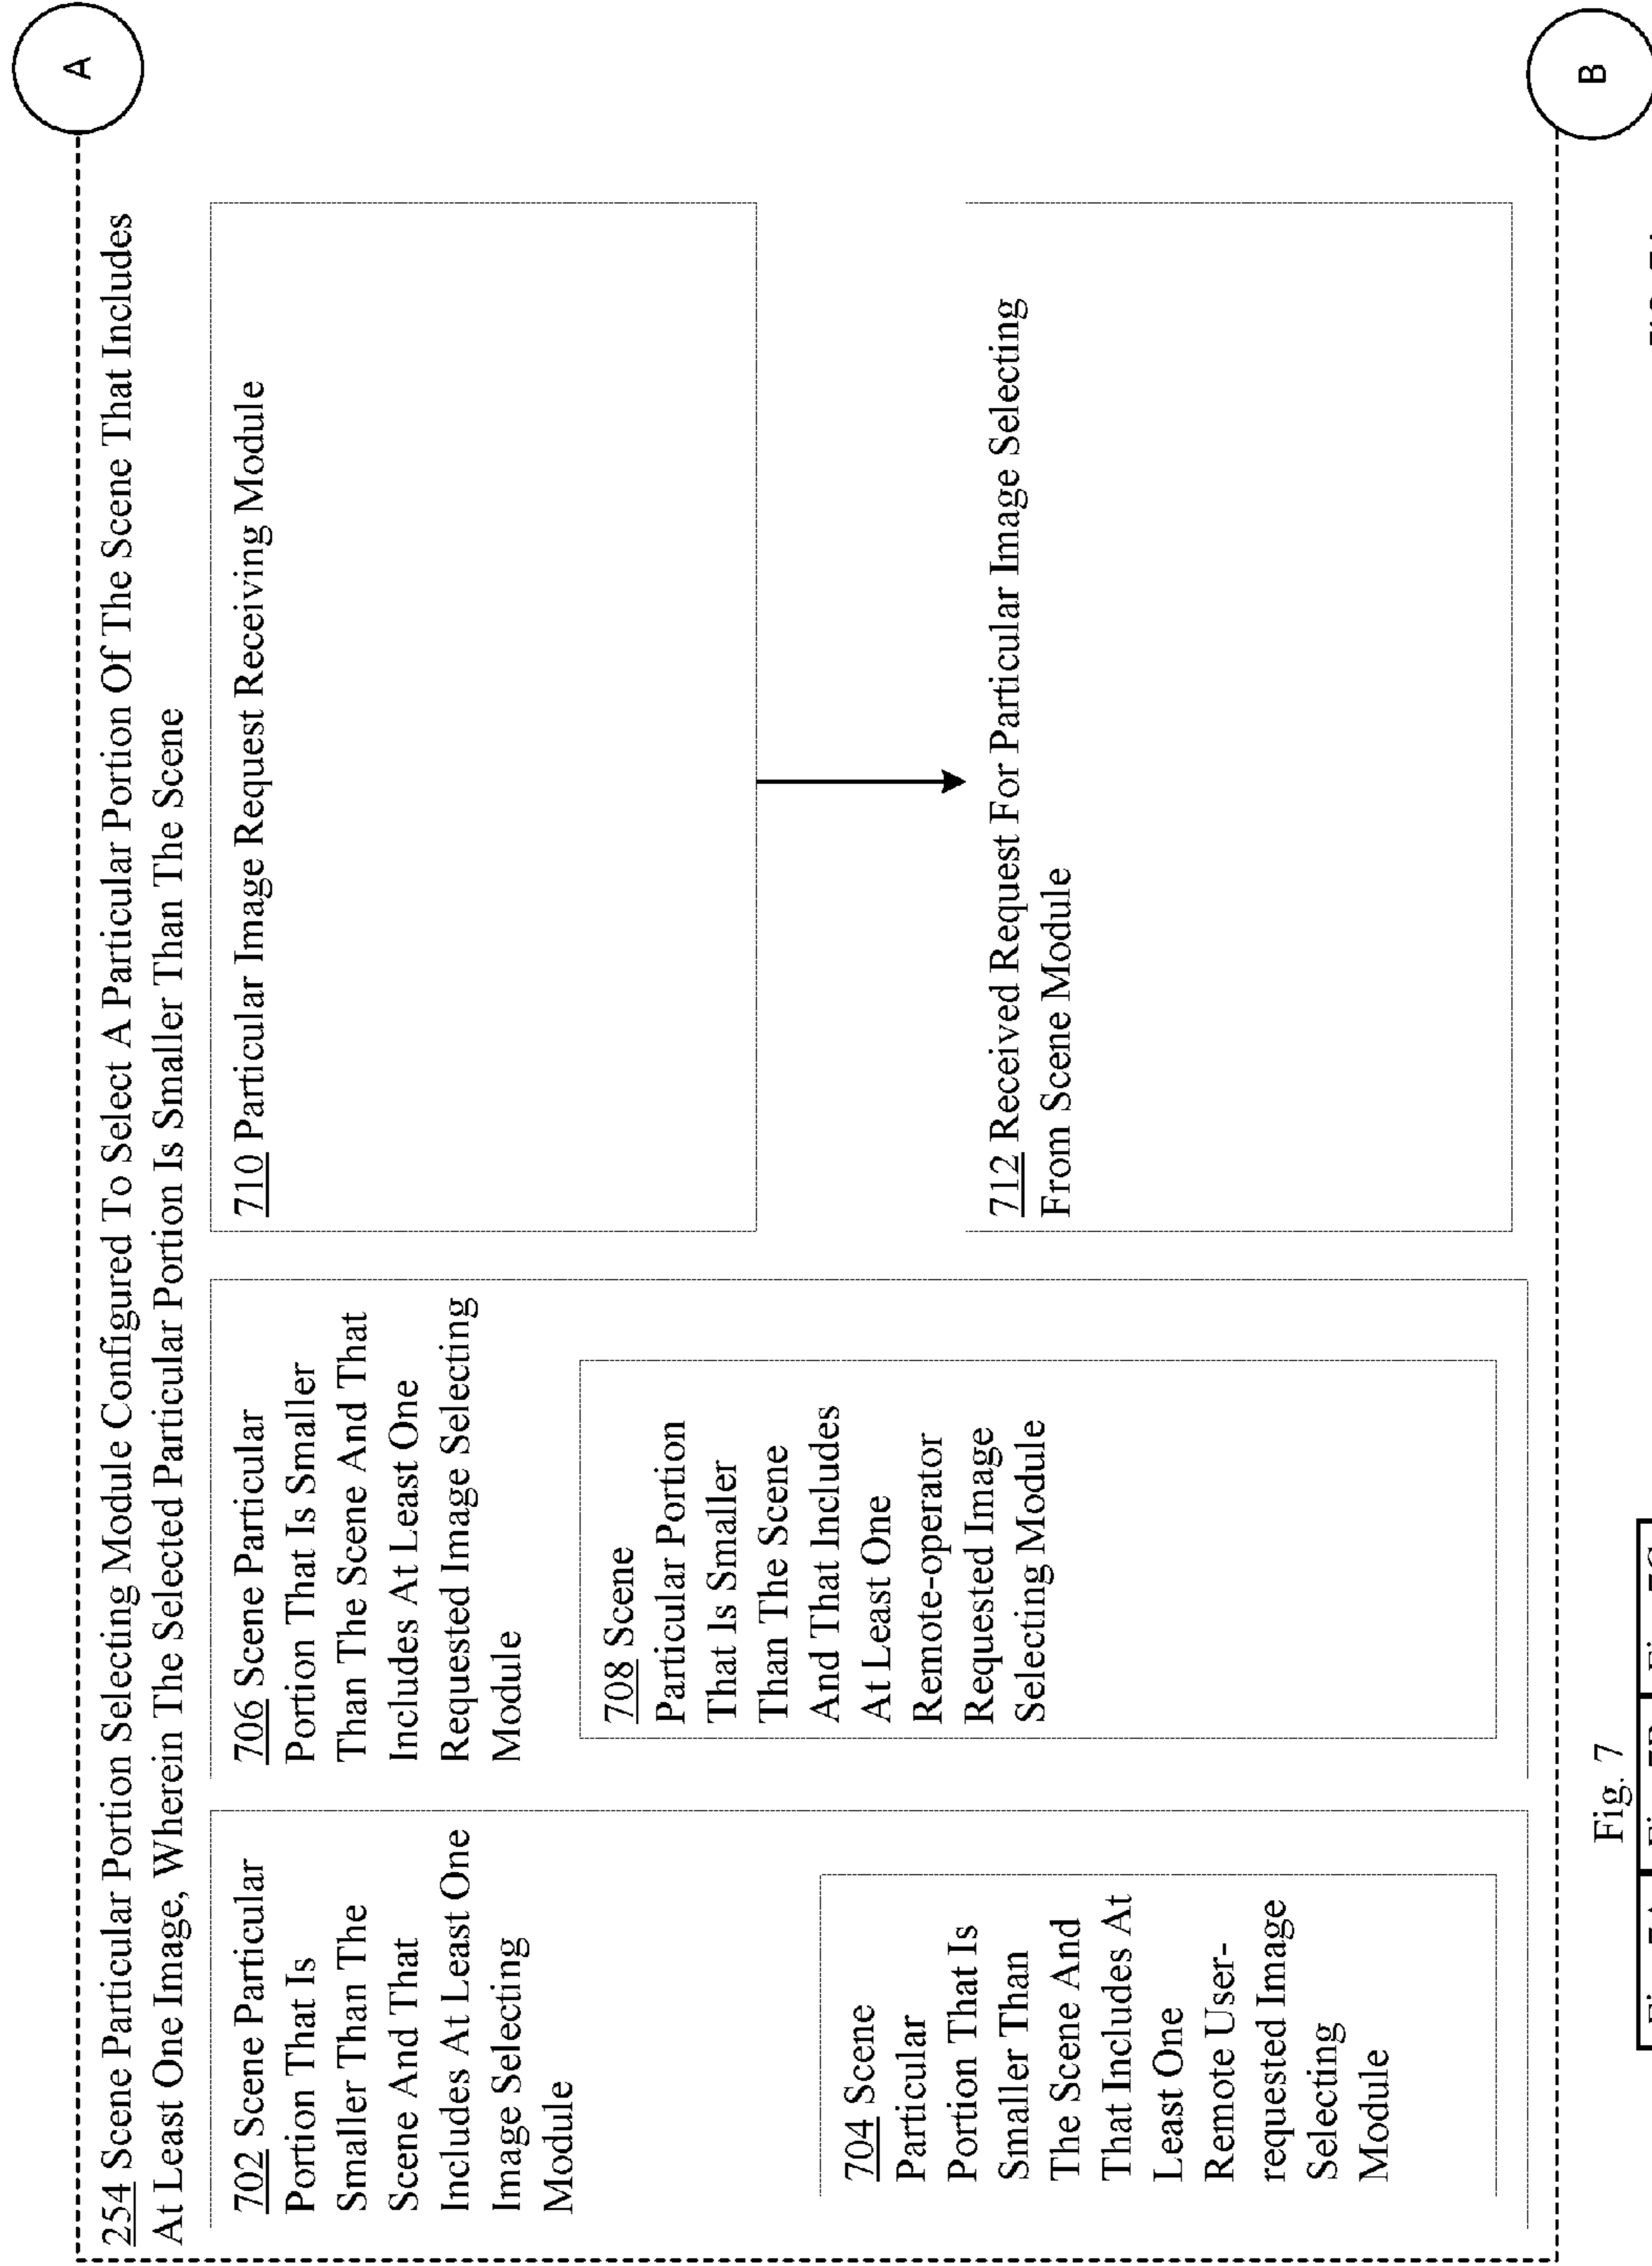 254 Scene Particular Portion Selecting Module Configured To Select A Particular Portion Of The Scene That Includes
At Least One Image, Wherein The Selected Particular Portion Is Smaller Than The Scene
702 Scene Particular
Portion That Is
Smaller Than The
Scene And That
Includes At Least One
Image Selecting
Module
704 Scene
Particular
Portion That Is
Smaller Than
The Scene And
That Includes At
Least One
Remote User-
requested Image
Selecting
Module
706 Scene Particular
Portion That Is Smaller
Than The Scene And That
Includes At Least One
Requested Image Selecting
Module
708 Scene
Particular Portion
That Is Smaller
Than The Scene
And That Includes
At Least One
Remote-operator
Requested Image
Selecting Module
710 Particular Image Request Receiving Module
712 Received Request For Particular Image Selecting
From Scene Module
A
B
Fig. 7